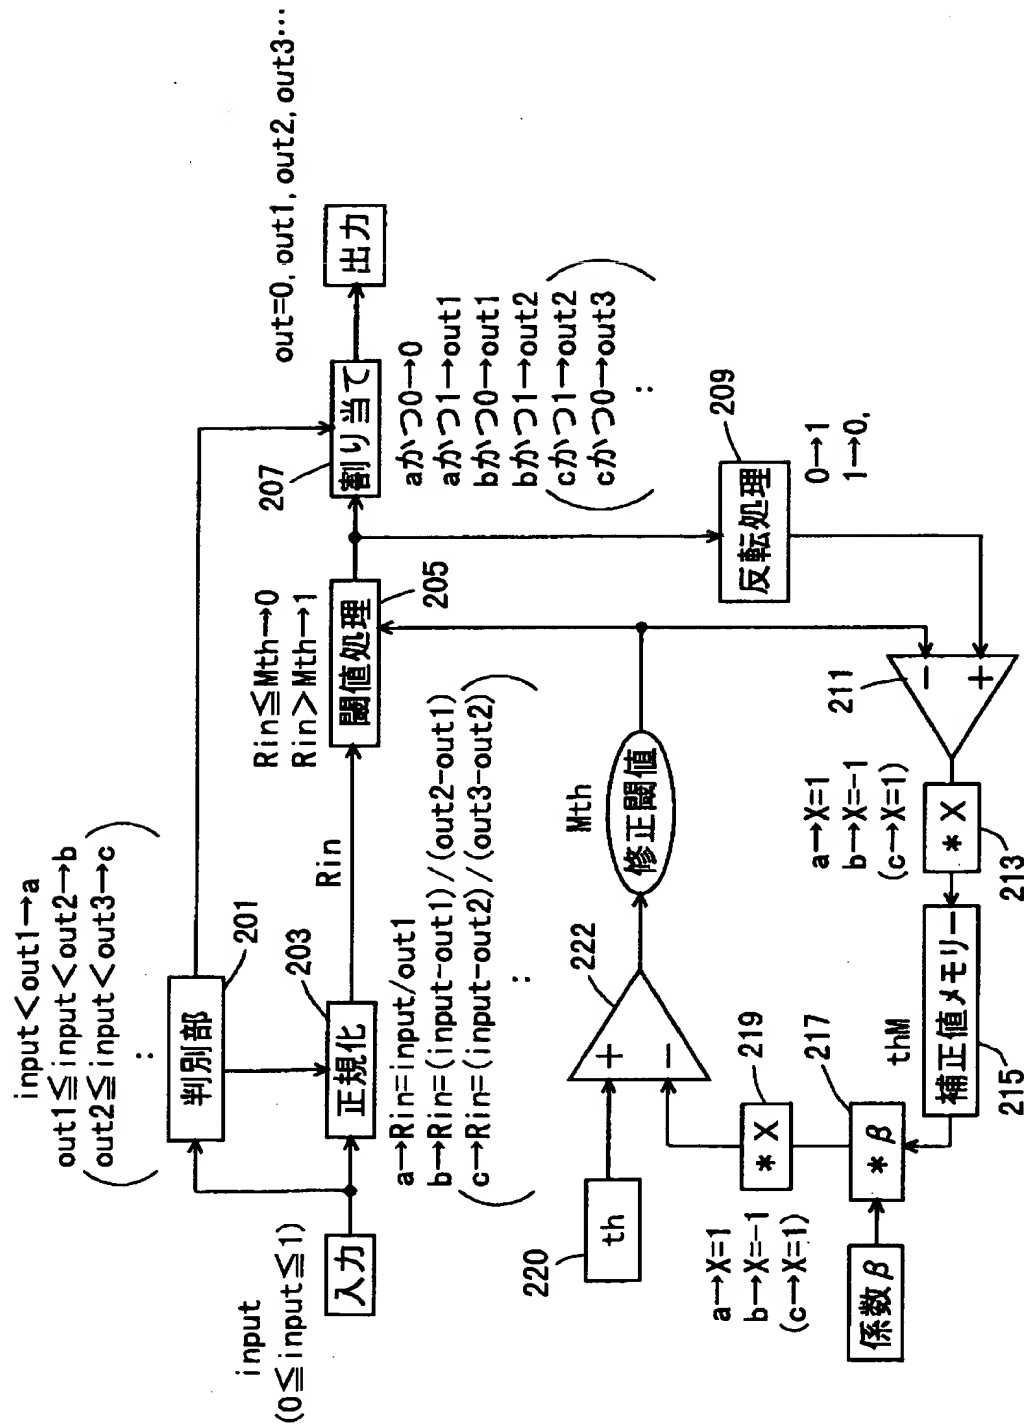 input
(0≦input≦1)
入力
input<out1→a
out1≦input<out2→b
(out2≦input<out3→c)
:
判別部
201
正規化
203
a→Rin=input/out1
b→Rin=(input-out1)/(out2-out1)
(c→Rin=(input-out2)/(out3-out2))
:
Rin
Rin≦Mth→0
Rin>Mth→1
閾値処理
205
207
割り当て
out=0, out1, out2, out3…
出力
aかつ0→0
aかつ1→out1
bかつ0→out1
bかつ1→out2
(cかつ1→out2
cかつ0→out3)
:
220
th
222
+
−
Mth
修正閾値
209
反転処理
0→1
1→0,
a→X=1
b→X=-1
(c→X=1)
* X
219
217
* β
係数β
thM
補正値メモリー
215
a→X=1
b→X=-1
(c→X=1)
* X
213
211
−
+